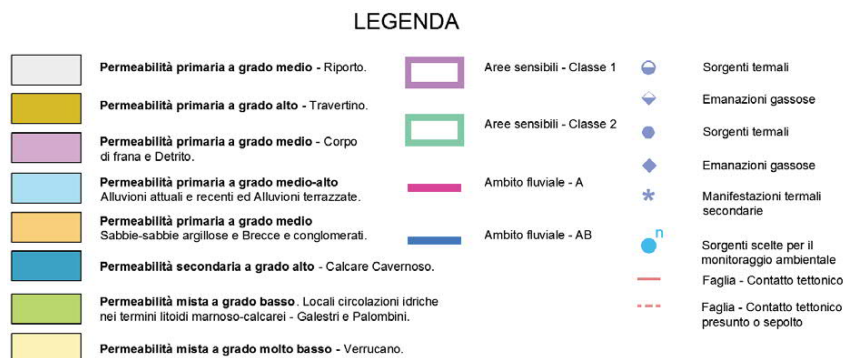 LEGENDA
Permeabilità primaria a grado medio - Riporto.
Permeabilità primaria a grado alto - Travertino.
Permeabilità primaria a grado medio - Corpo
di frana e Detrito.
Permeabilità primaria a grado medio-alto
Alluvioni attuali e recenti ed Alluvioni terrazzate.
Permeabilità primaria a grado medio
Sabbie-sabbie argillose e Brecce e conglomerati.
Permeabilità secondaria a grado alto - Calcare Cavernoso.
Permeabilità mista a grado basso. Locali circolazioni idriche
nei termini litoidi marnoso-calcarei - Galestri e Palombini.
Permeabilità mista a grado molto basso - Verrucano.
Aree sensibili - Classe 1
Aree sensibili - Classe 2
Ambito fluviale - A
Ambito fluviale - AB
Sorgenti termali
Emanazioni gassose
Sorgenti termali
Emanazioni gassose
Manifestazioni termali
secondarie
n
Sorgenti scelte per il
monitoraggio ambientale
Faglia - Contatto tettonico
Faglia - Contatto tettonico
presunto o sepolto